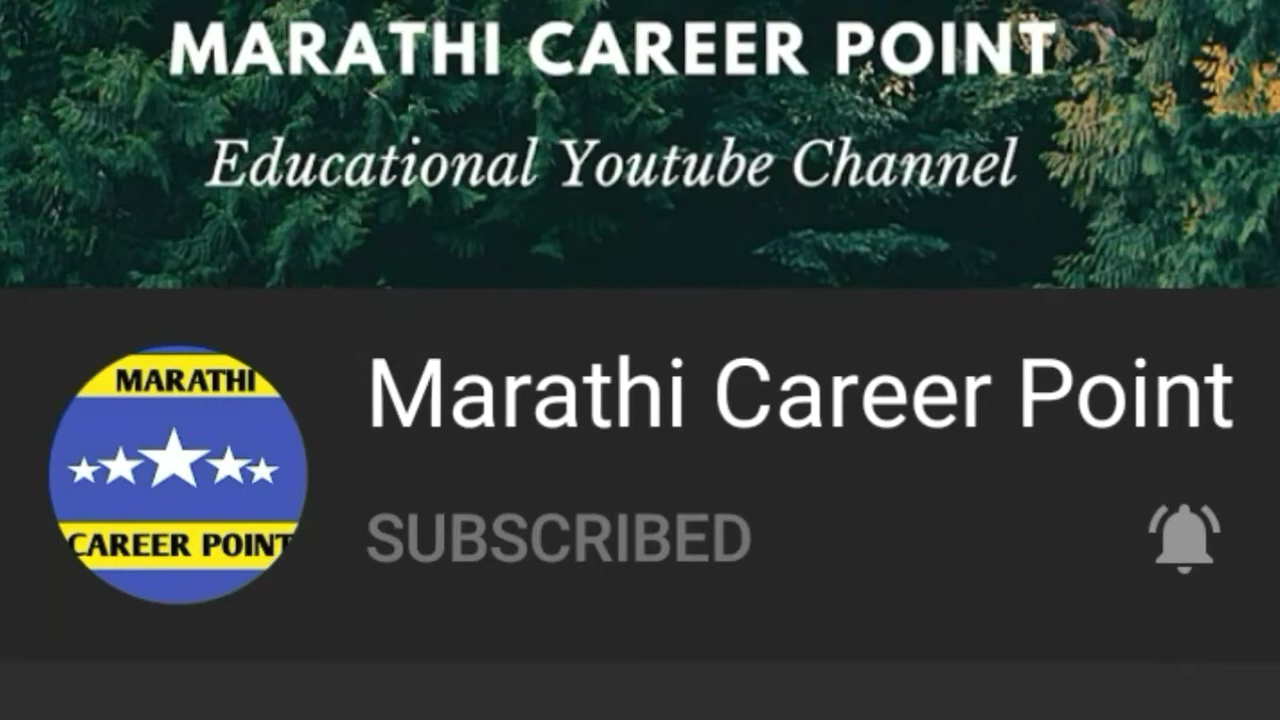 MARATHI CAREER POINT
Educational Youtube Channel
MARATHI
CAREER POINT
Marathi Career Point
SUBSCRIBED